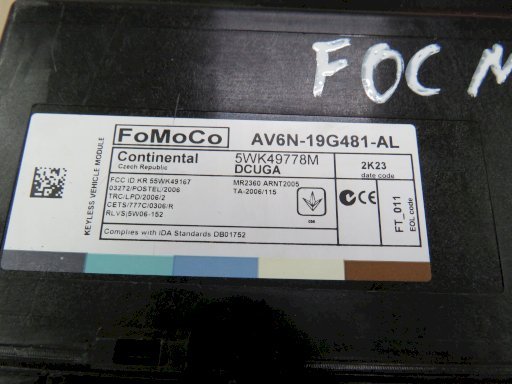 FOC M
FoMoCo AV6N-19G481-AL
Continental
Czech Republic
5WK49778M
DCUGA
2K23
date code
KEYLESS VEHICLE MODULE
FCC ID:KR 55WK49167
03272/POSTEL/2006
TRC/LPD/2006/2
CETS/777C/0306/R
RLVS|5W06-152
MR2360 ARNT2005
TA-2006/115
FT_011
EOL code
Complies with IDA Standards DB01752